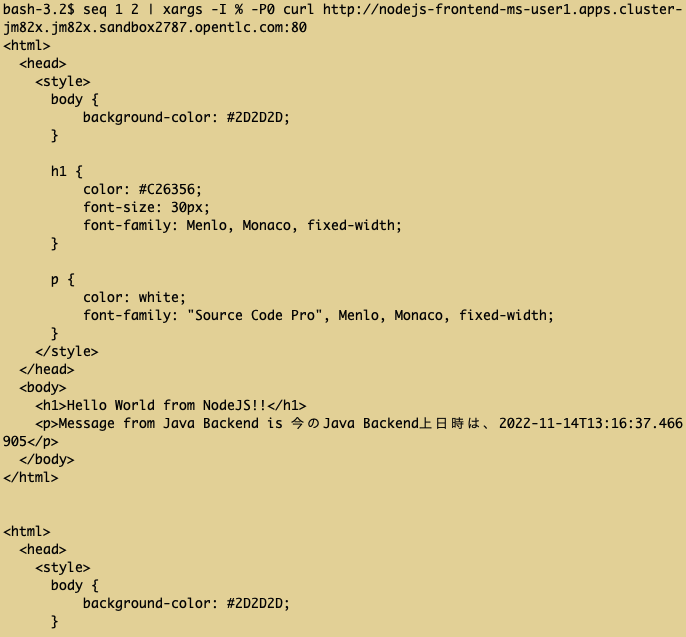 bash-3.2$ seq 1 2 | xargs -I % -P0 curl http://nodejs-frontend-ms-user1.apps.cluster-
jm82x.jm82x.sandbox2787.opentlc.com:80
<html>
  <head>
    <style>
      body {
          background-color: #2D2D2D;
      }

      h1 {
          color: #C26356;
          font-size: 30px;
          font-family: Menlo, Monaco, fixed-width;
      }

      p {
          color: white;
          font-family: "Source Code Pro", Menlo, Monaco, fixed-width;
      }
    </style>
  </head>
  <body>
    <h1>Hello World from NodeJS!!</h1>
    <p>Message from Java Backend is 今のJava Backend上日時は、2022-11-14T13:16:37.466
905</p>
  </body>
</html>


<html>
  <head>
    <style>
      body {
          background-color: #2D2D2D;
      }